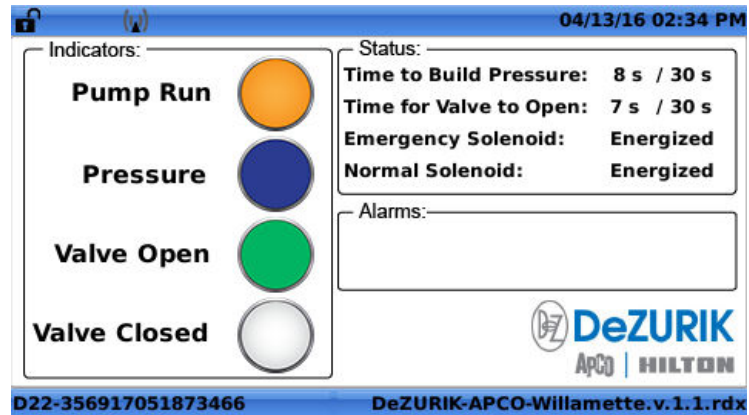 04/13/16 02:34 PM
Indicators:
Pump Run
Pressure
Valve Open
Valve Closed
Status:
Time to Build Pressure: 8 s / 30 s
Time for Valve to Open: 7 s / 30 s
Emergency Solenoid: Energized
Normal Solenoid: Energized
Alarms:
DZ DeZURIK
APCO | HILTON
D22-356917051873466 DeZURIK-APCO-Willamette.v.1.1.rdx